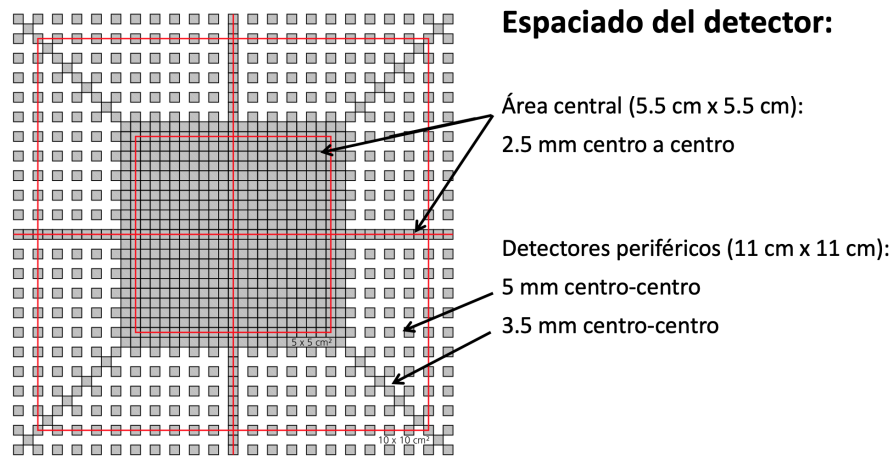 Espaciado del detector:
Área central (5.5 cm x 5.5 cm):
2.5 mm centro a centro
Detectores periféricos (11 cm x 11 cm):
5 mm centro-centro
3.5 mm centro-centro
5 x 5 cm²
10 x 10 cm²